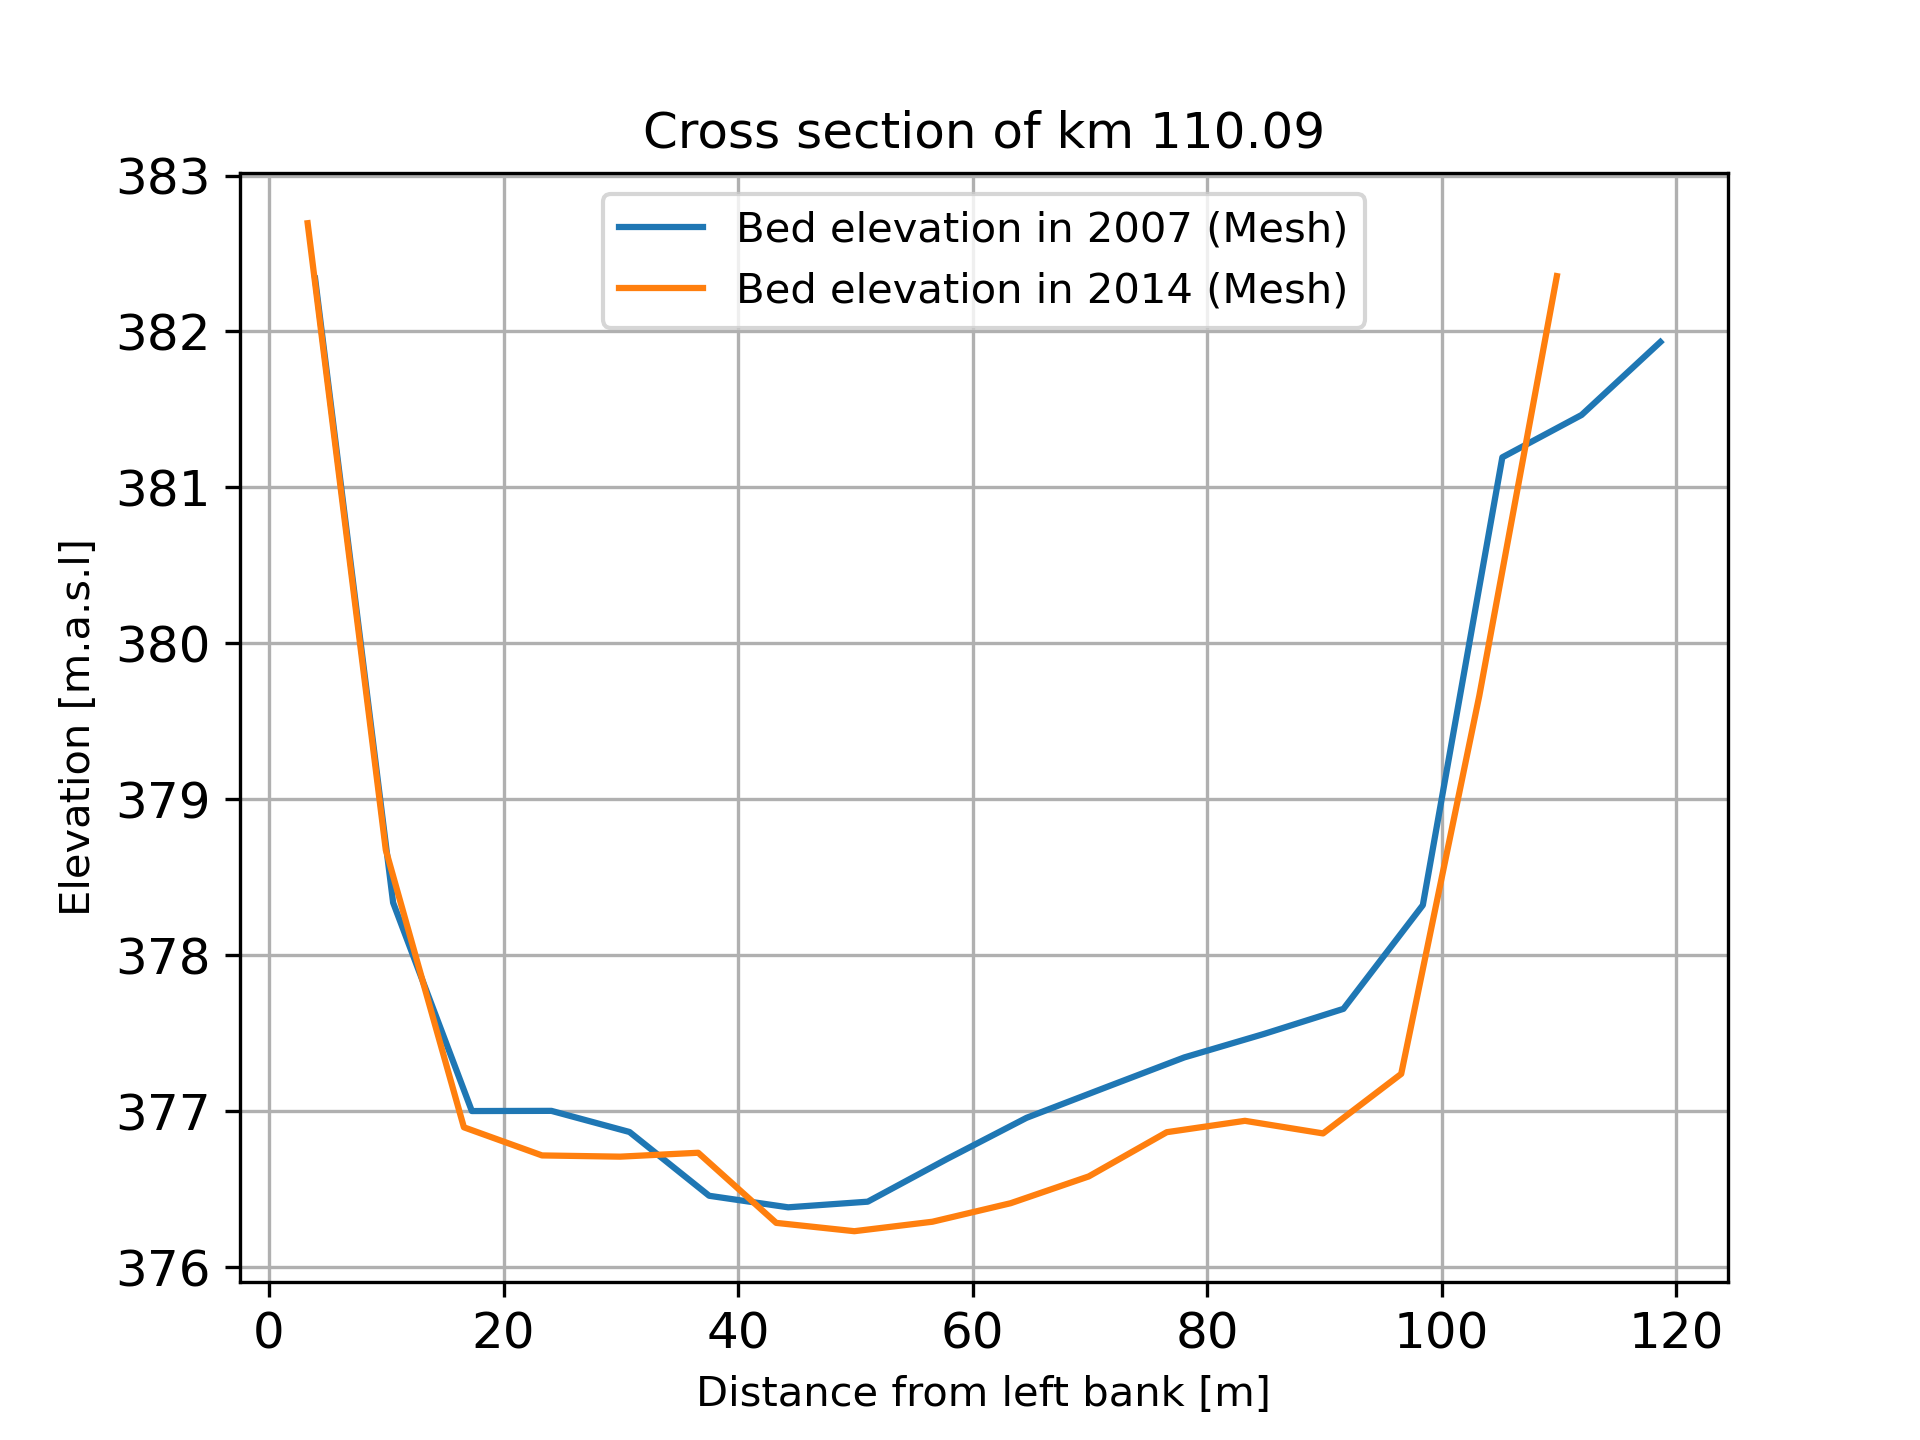 Cross section of km 110.09
Bed elevation in 2007 (Mesh)
Bed elevation in 2014 (Mesh)
Elevation [m.a.s.l]
383
382
381
380
379
378
377
376
0 20 40 60 80 100 120
Distance from left bank [m]